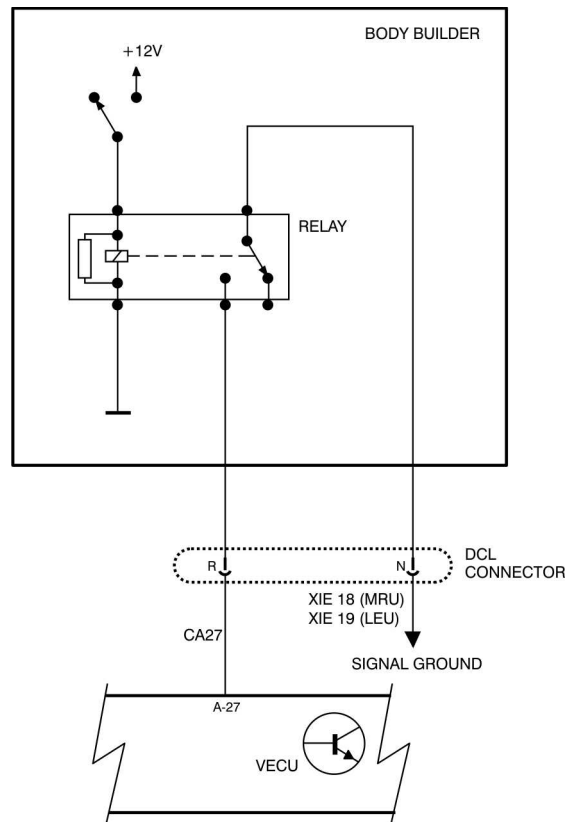 BODY BUILDER
+12V
RELAY
DCL
CONNECTOR
R
N
XIE 18 (MRU)
XIE 19 (LEU)
CA27
SIGNAL GROUND
A-27
VECU